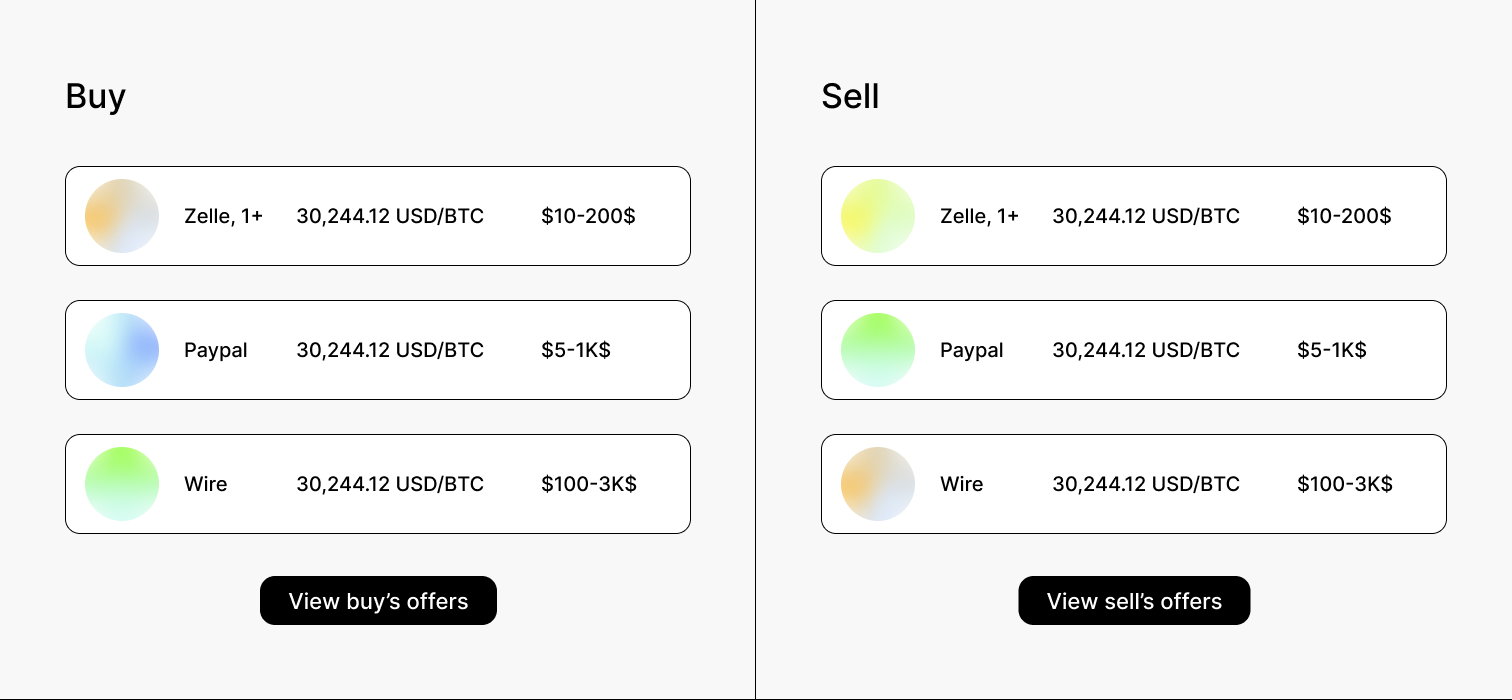 Buy
Zelle, 1+ 30,244.12 USD/BTC $10-200$
Paypal 30,244.12 USD/BTC $5-1K$
Wire 30,244.12 USD/BTC $100-3K$
View buy’s offers
Sell
Zelle, 1+ 30,244.12 USD/BTC $10-200$
Paypal 30,244.12 USD/BTC $5-1K$
Wire 30,244.12 USD/BTC $100-3K$
View sell’s offers